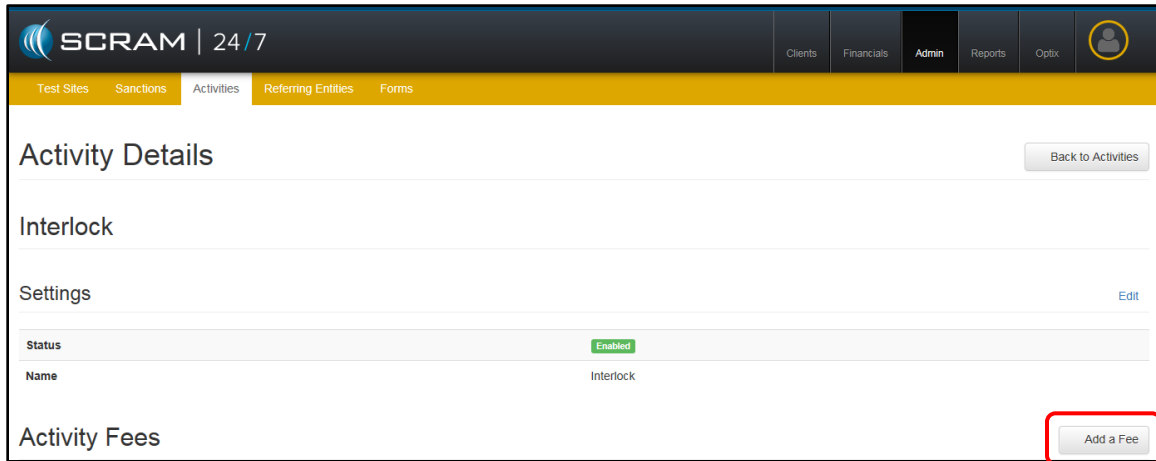 SCRAM | 24/7
Clients Financials Admin Reports Optix
Test Sites Sanctions Activities Referring Entities Forms
Activity Details
Back to Activities
Interlock
Settings
Edit
Status Enabled
Name Interlock
Activity Fees
Add a Fee